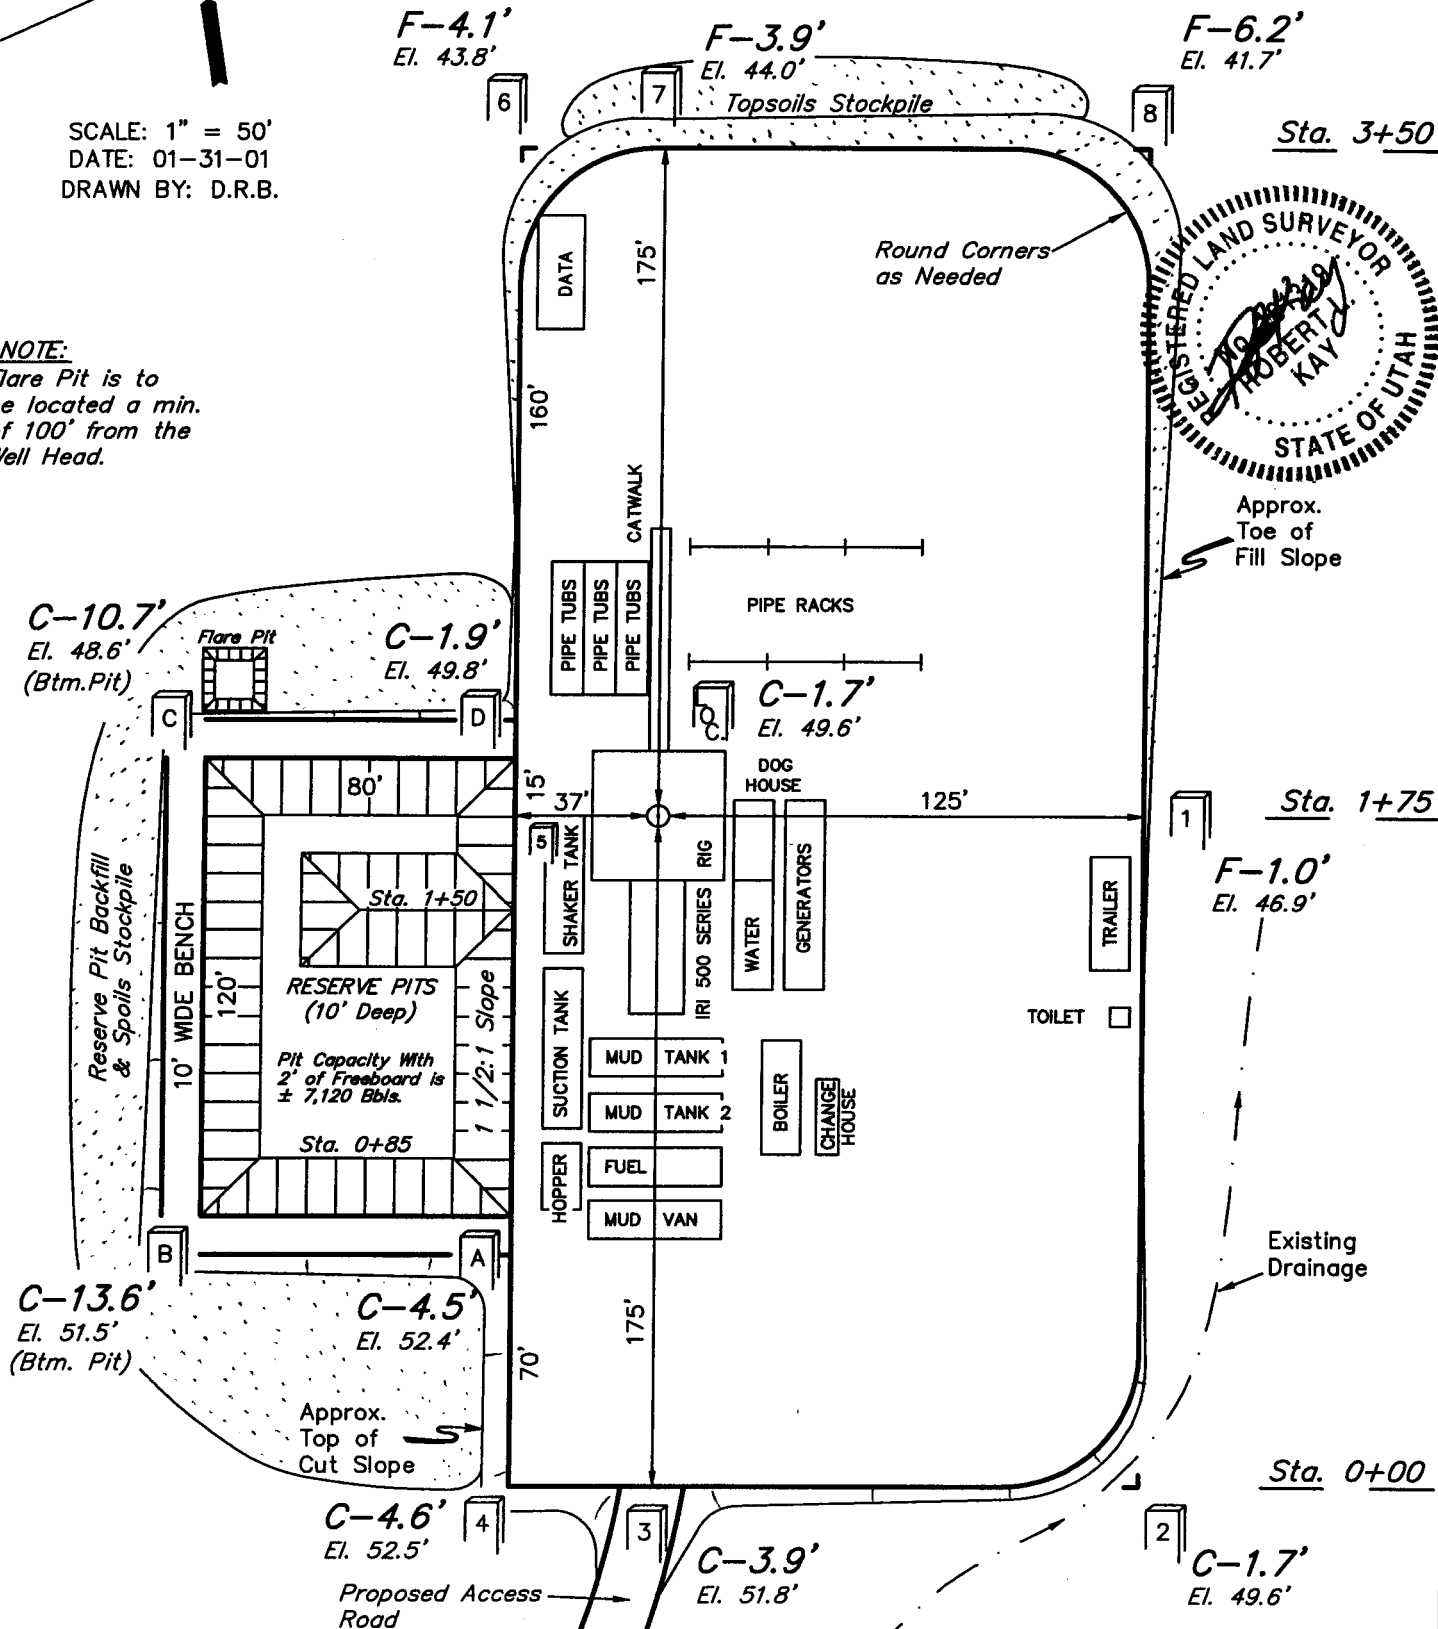 F-4.1'
El. 43.8'
F-3.9'
El. 44.0'
F-6.2'
El. 41.7'
6
7
8
Topsoils Stockpile
SCALE: 1" = 50'
DATE: 01-31-01
DRAWN BY: D.R.B.
Sta. 3+50
DATA
175'
Round Corners
as Needed
REGISTERED LAND SURVEYOR
ROBERT L.
KAY
STATE OF UTAH
NOTE:
lare Pit is to
e located a min.
f 100' from the
ell Head.
160'
CATWALK
Approx.
Toe of
Fill Slope
PIPE TUBS
PIPE TUBS
PIPE TUBS
PIPE RACKS
C-10.7'
El. 48.6'
(Btm.Pit)
Flare Pit
C-1.9'
El. 49.8'
C
D
LOC.
C-1.7'
El. 49.6'
DOG
HOUSE
80'
15'
37'
125'
1
Sta. 1+75
5
SHAKER TANK
RIG
IRI 500 SERIES
WATER
GENERATORS
TRAILER
F-1.0'
El. 46.9'
Reserve Pit Backfill
& Spoils Stockpile
10' WIDE BENCH
120'
Sta. 1+50
RESERVE PITS
(10' Deep)
Pit Capacity With
2' of Freeboard is
± 7,120 Bbls.
1 1/2:1 Slope
SUCTION TANK
TOILET
MUD TANK 1
MUD TANK 2
BOILER
CHANGE
HOUSE
Sta. 0+85
HOPPER
FUEL
MUD VAN
B
A
Existing
Drainage
C-13.6'
El. 51.5'
(Btm. Pit)
C-4.5'
El. 52.4'
175'
70'
Approx.
Top of
Cut Slope
Sta. 0+00
C-4.6'
El. 52.5'
4
3
2
C-3.9'
El. 51.8'
C-1.7'
El. 49.6'
Proposed Access
Road